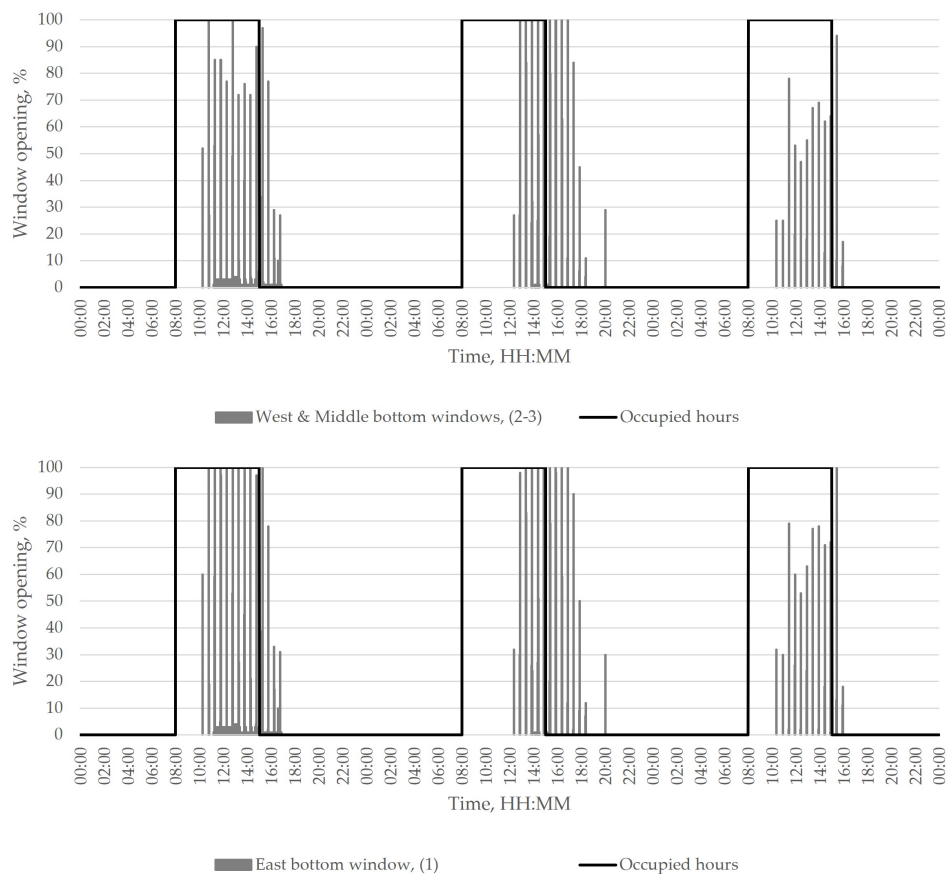 Window opening, %
100
90
80
70
60
50
40
30
20
10
0
00:00 02:00 04:00 06:00 08:00 10:00 12:00 14:00 16:00 18:00 20:00 22:00 00:00 02:00 04:00 06:00 08:00 10:00 12:00 14:00 16:00 18:00 20:00 22:00 00:00 02:00 04:00 06:00 08:00 10:00 12:00 14:00 16:00 18:00 20:00 22:00 00:00
Time, HH:MM
West & Middle bottom windows, (2-3) Occupied hours
Window opening, %
100
90
80
70
60
50
40
30
20
10
0
00:00 02:00 04:00 06:00 08:00 10:00 12:00 14:00 16:00 18:00 20:00 22:00 00:00 02:00 04:00 06:00 08:00 10:00 12:00 14:00 16:00 18:00 20:00 22:00 00:00 02:00 04:00 06:00 08:00 10:00 12:00 14:00 16:00 18:00 20:00 22:00 00:00
Time, HH:MM
East bottom window, (1) Occupied hours